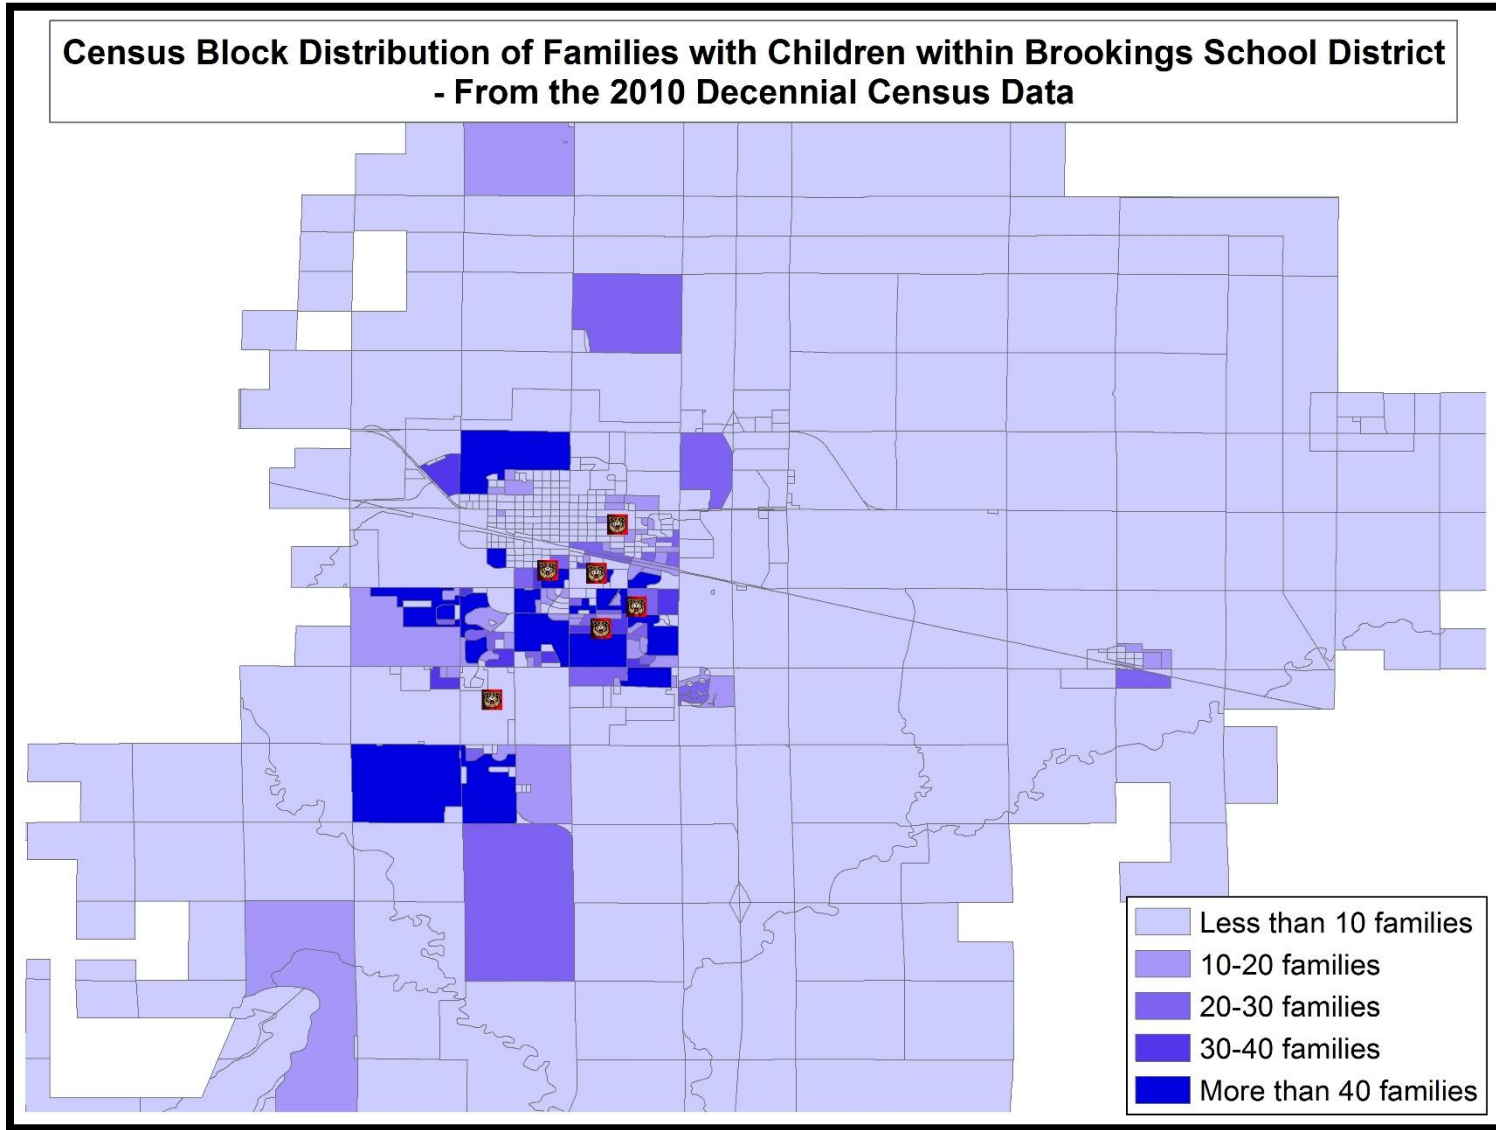 Census Block Distribution of Families with Children within Brookings School District
- From the 2010 Decennial Census Data
Less than 10 families
10-20 families
20-30 families
30-40 families
More than 40 families